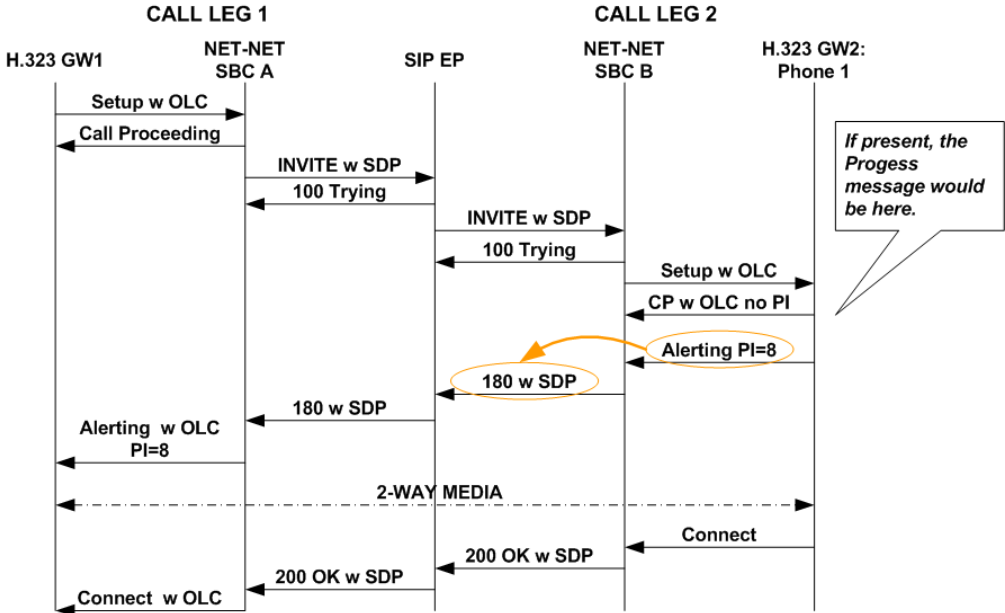 CALL LEG 1
CALL LEG 2
H.323 GW1
NET-NET
SBC A
SIP EP
NET-NET
SBC B
H.323 GW2:
Phone 1
Setup w OLC
Call Proceeding
If present, the
Progess
message would
be here.
INVITE w SDP
100 Trying
INVITE w SDP
100 Trying
Setup w OLC
CP w OLC no PI
Alerting PI=8
180 w SDP
180 w SDP
Alerting w OLC
PI=8
2-WAY MEDIA
Connect
200 OK w SDP
200 OK w SDP
Connect w OLC